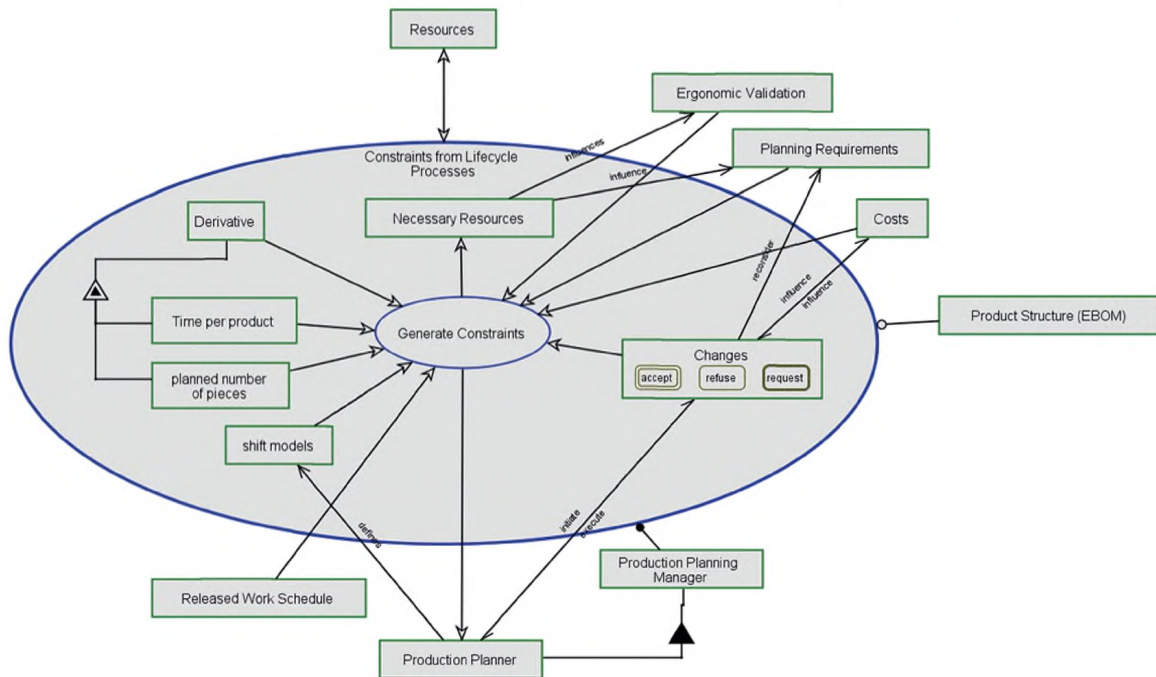 Resources
Ergonomic Validation
Planning Requirements
Constraints from Lifecycle
Processes
influences
influence
Derivative
Necessary Resources
Costs
reconsider
influence
influence
Time per product
Generate Constraints
Product Structure (EBOM)
Changes
accept
refuse
request
planned number
of pieces
shift models
defines
initiate
execute
Production Planning
Manager
Released Work Schedule
Production Planner